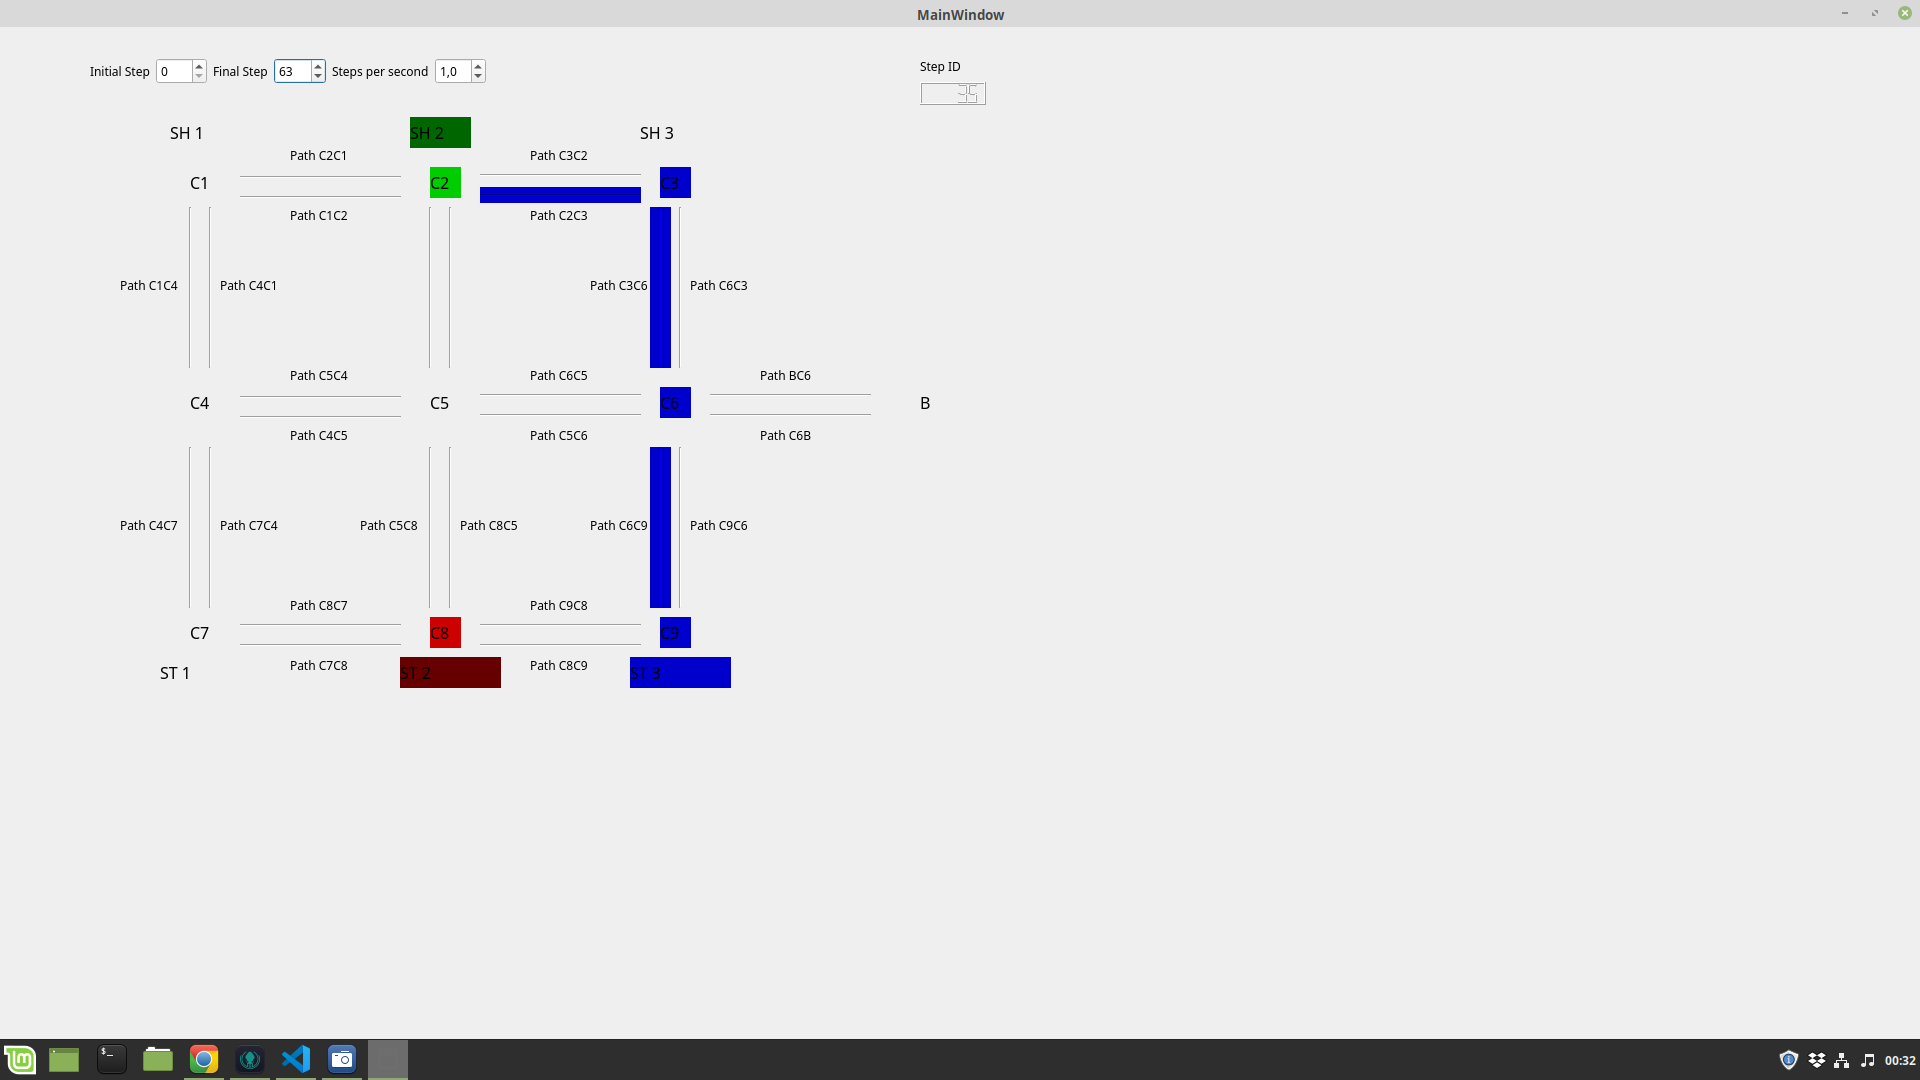 MainWindow
Initial Step 0 Final Step 63 Steps per second 1,0
Step ID
35
SH 1 SH 2 SH 3
Path C2C1 Path C3C2
C1 C2 C3
Path C1C2 Path C2C3
Path C1C4 Path C4C1 Path C3C6 Path C6C3
Path C5C4 Path C6C5 Path BC6
C4 C5 C6 B
Path C4C5 Path C5C6 Path C6B
Path C4C7 Path C7C4 Path C5C8 Path C8C5 Path C6C9 Path C9C6
Path C8C7 Path C9C8
C7 C8 C9
Path C7C8 Path C8C9
ST 1 ST 2 ST 3
00:32